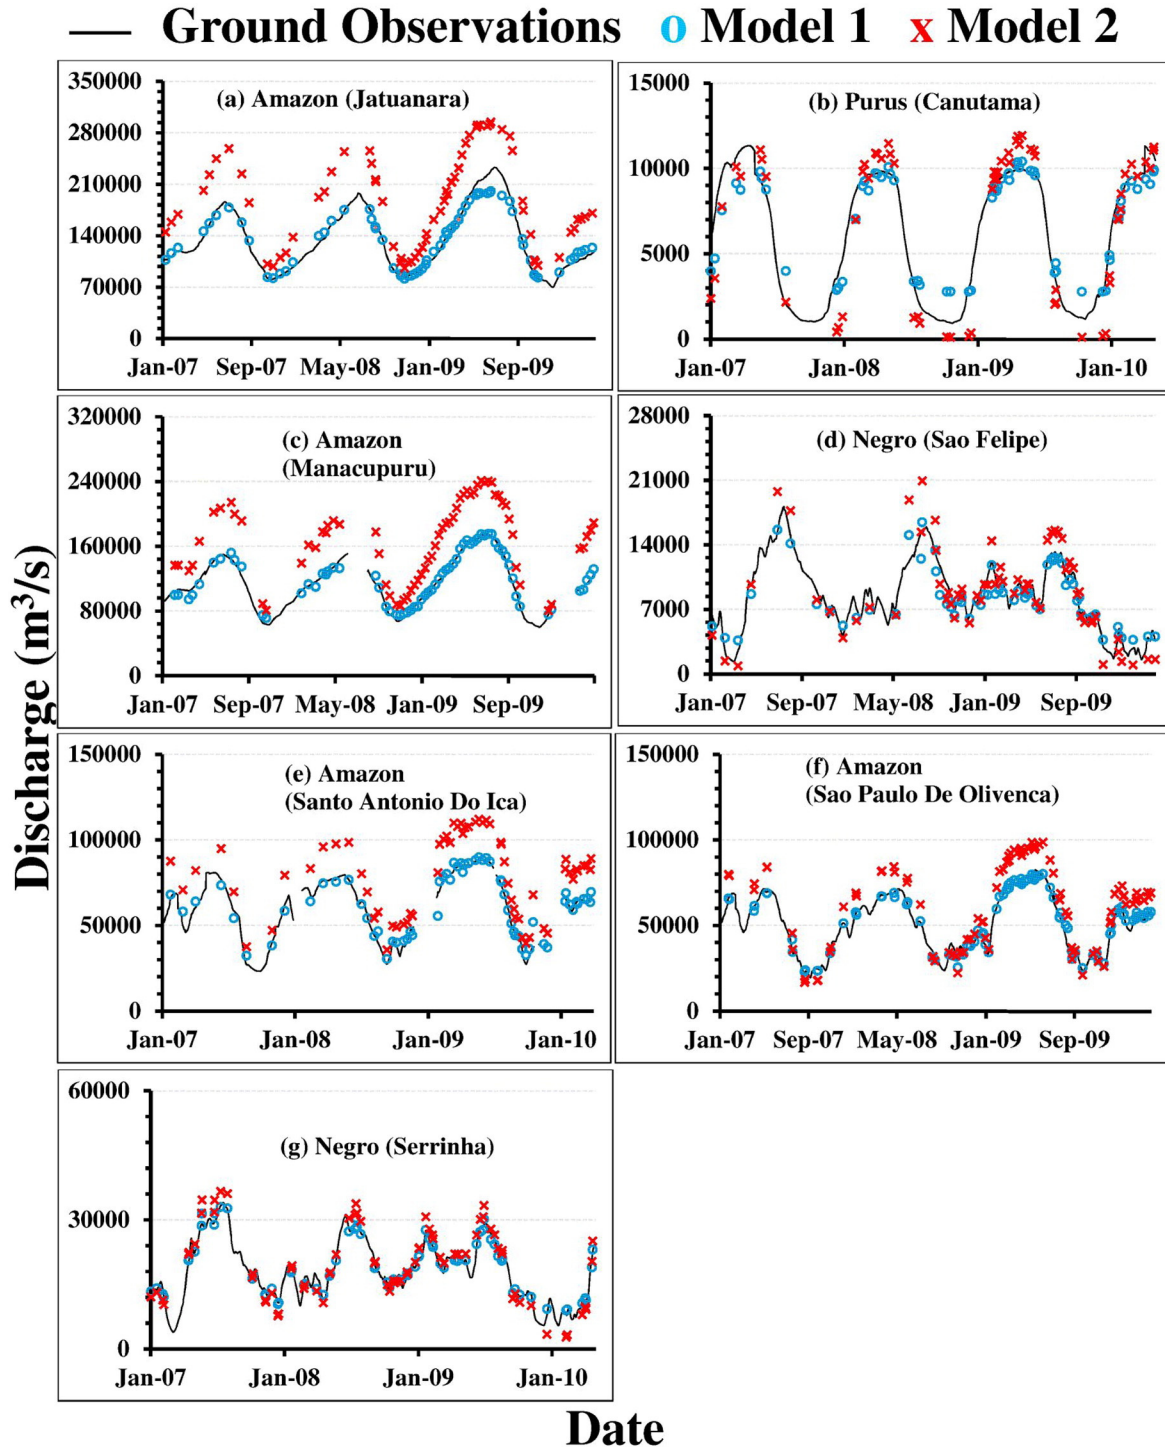 Ground Observations o Model 1 x Model 2
Discharge (m³/s)
(a) Amazon (Jatuanara)
350000
280000
210000
140000
70000
0
Jan-07 Sep-07 May-08 Jan-09 Sep-09
(b) Purus (Canutama)
15000
10000
5000
0
Jan-07 Jan-08 Jan-09 Jan-10
(c) Amazon
(Manacupuru)
320000
240000
160000
80000
0
Jan-07 Sep-07 May-08 Jan-09 Sep-09
(d) Negro (Sao Felipe)
28000
21000
14000
7000
0
Jan-07 Sep-07 May-08 Jan-09 Sep-09
(e) Amazon
(Santo Antonio Do Ica)
150000
100000
50000
0
Jan-07 Jan-08 Jan-09 Jan-10
(f) Amazon
(Sao Paulo De Olivenca)
150000
100000
50000
0
Jan-07 Sep-07 May-08 Jan-09 Sep-09
(g) Negro (Serrinha)
60000
30000
0
Jan-07 Jan-08 Jan-09 Jan-10
Date